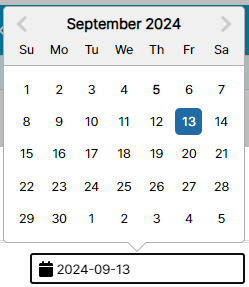 September 2024
Su Mo Tu We Th Fr Sa
1 2 3 4 5 6 7
8 9 10 11 12 13 14
15 16 17 18 19 20 21
22 23 24 25 26 27 28
29 30 1 2 3 4 5
2024-09-13